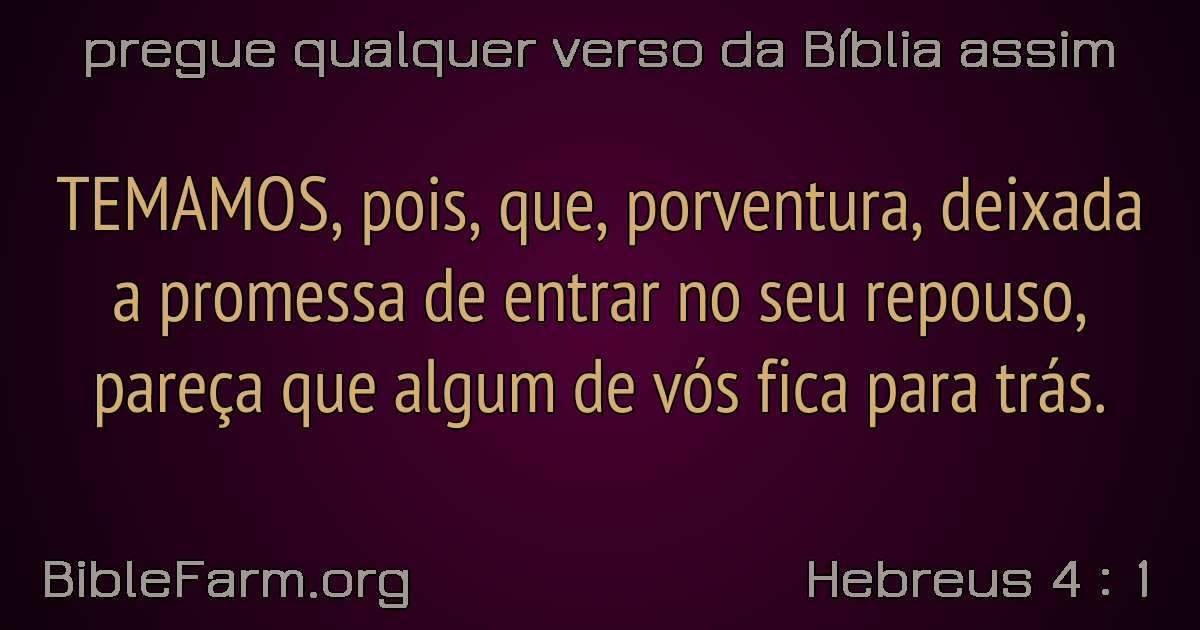 pregue qualquer verso da Bíblia assim
TEMAMOS, pois, que, porventura, deixada
a promessa de entrar no seu repouso,
pareça que algum de vós fica para trás.
BibleFarm.org
Hebreus 4 : 1